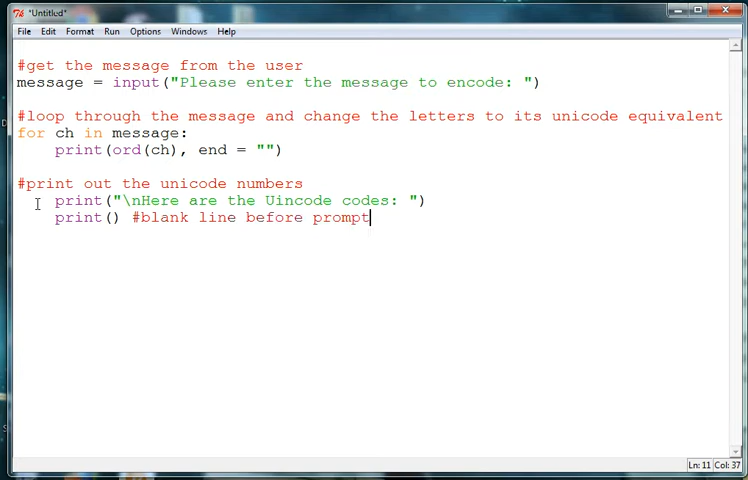 *Untitled*
File Edit Format Run Options Windows Help
#get the message from the user
message = input("Please enter the message to encode: ")
#loop through the message and change the letters to its unicode equivalent
for ch in message:
    print(ord(ch), end = "")
#print out the unicode numbers
    print("\nHere are the Uincode codes: ")
    print() #blank line before prompt
Ln: 11 Col: 37